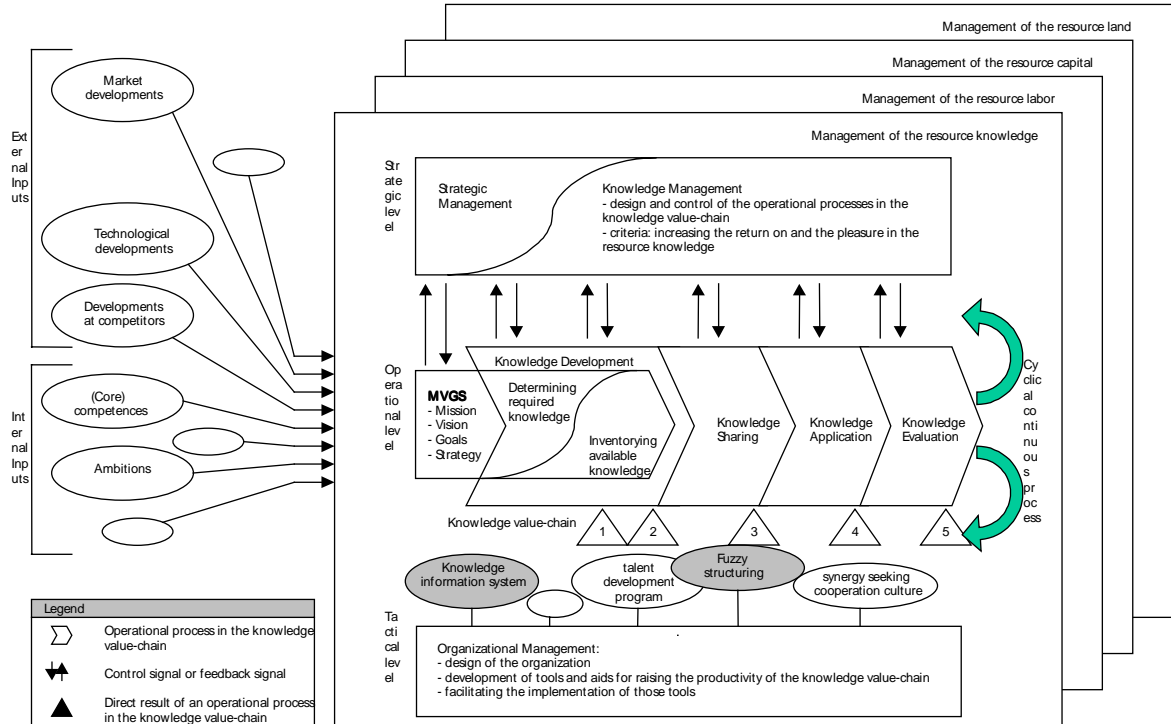 Management of the resource land
Management of the resource capital
Management of the resource labor
Management of the resource knowledge
Ext
er
nal
Inp
uts
Market
developments
Technological
developments
Developments
at competitors
Int
er
nal
Inp
uts
(Core)
competences
Ambitions
Str
ate
gic
lev
el
Strategic
Management
Knowledge Management
- design and control of the operational processes in the
knowledge value-chain
- criteria: increasing the return on and the pleasure in the
resource knowledge
Op
era
tio
nal
lev
el
MVGS
- Mission
- Vision
- Goals
- Strategy
Knowledge Development
Determining
required
knowledge
Inventorying
available
knowledge
Knowledge
Sharing
Knowledge
Application
Knowledge
Evaluation
Cy
clic
al
con
ti
nu
ou
s
pr
oc
ess
Knowledge value-chain
1
2
3
4
5
Knowledge
information system
talent
development
program
Fuzzy
structuring
synergy seeking
cooperation culture
Ta
cti
cal
lev
el
Organizational Management:
- design of the organization
- development of tools and aids for raising the productivity of the knowledge value-chain
- facilitating the implementation of those tools
Legend
Operational process in the knowledge
value-chain
Control signal or feedback signal
Direct result of an operational process
in the knowledge value-chain